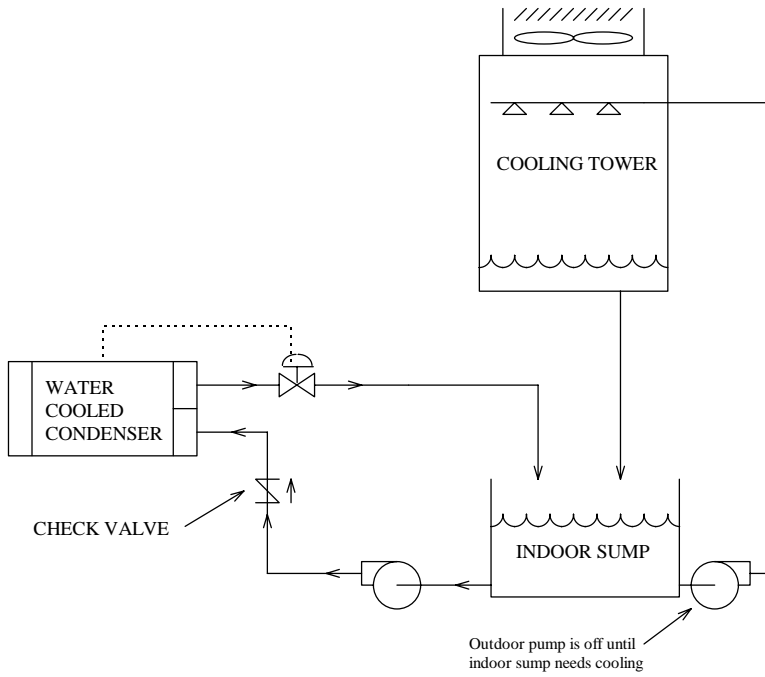 COOLING TOWER
WATER
COOLED
CONDENSER
CHECK VALVE
INDOOR SUMP
Outdoor pump is off until
indoor sump needs cooling